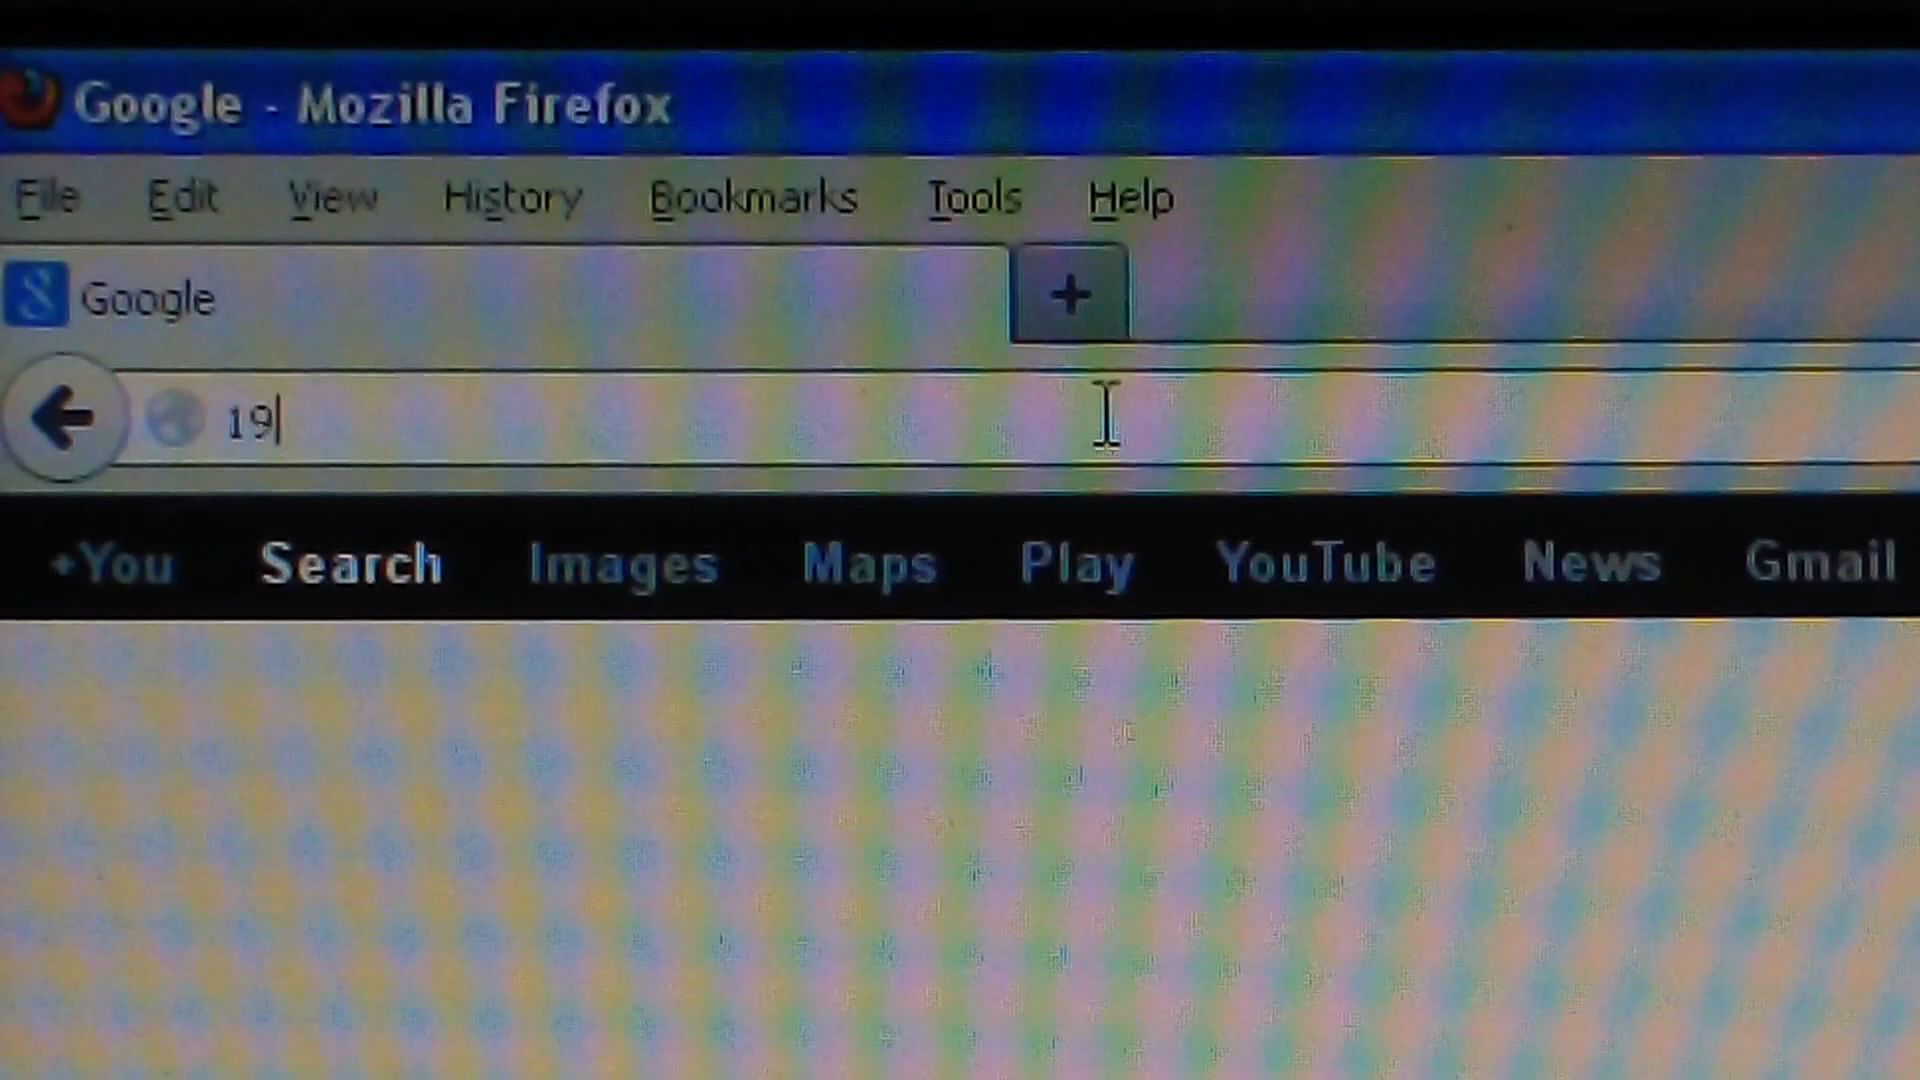 Google - Mozilla Firefox
File Edit View History Bookmarks Tools Help
Google +
19
+You Search Images Maps Play YouTube News Gmail